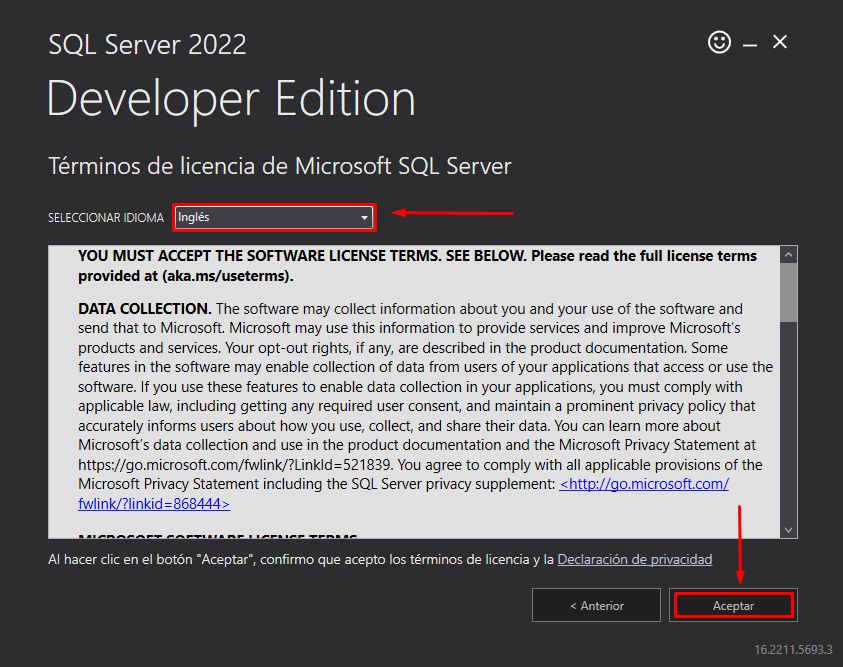 SQL Server 2022
Developer Edition
Términos de licencia de Microsoft SQL Server
SELECCIONAR IDIOMA Inglés
YOU MUST ACCEPT THE SOFTWARE LICENSE TERMS. SEE BELOW. Please read the full license terms
provided at (aka.ms/useterms).
DATA COLLECTION. The software may collect information about you and your use of the software and
send that to Microsoft. Microsoft may use this information to provide services and improve Microsoft's
products and services. Your opt-out rights, if any, are described in the product documentation. Some
features in the software may enable collection of data from users of your applications that access or use the
software. If you use these features to enable data collection in your applications, you must comply with
applicable law, including getting any required user consent, and maintain a prominent privacy policy that
accurately informs users about how you use, collect, and share their data. You can learn more about
Microsoft's data collection and use in the product documentation and the Microsoft Privacy Statement at
https://go.microsoft.com/fwlink/?LinkId=521839. You agree to comply with all applicable provisions of the
Microsoft Privacy Statement including the SQL Server privacy supplement: <http://go.microsoft.com/
fwlink/?linkid=868444>
MICROSOFT SOFTWARE LICENSE TERMS
Al hacer clic en el botón "Aceptar", confirmo que acepto los términos de licencia y la Declaración de privacidad
< Anterior
Aceptar
16.2211.5693.3